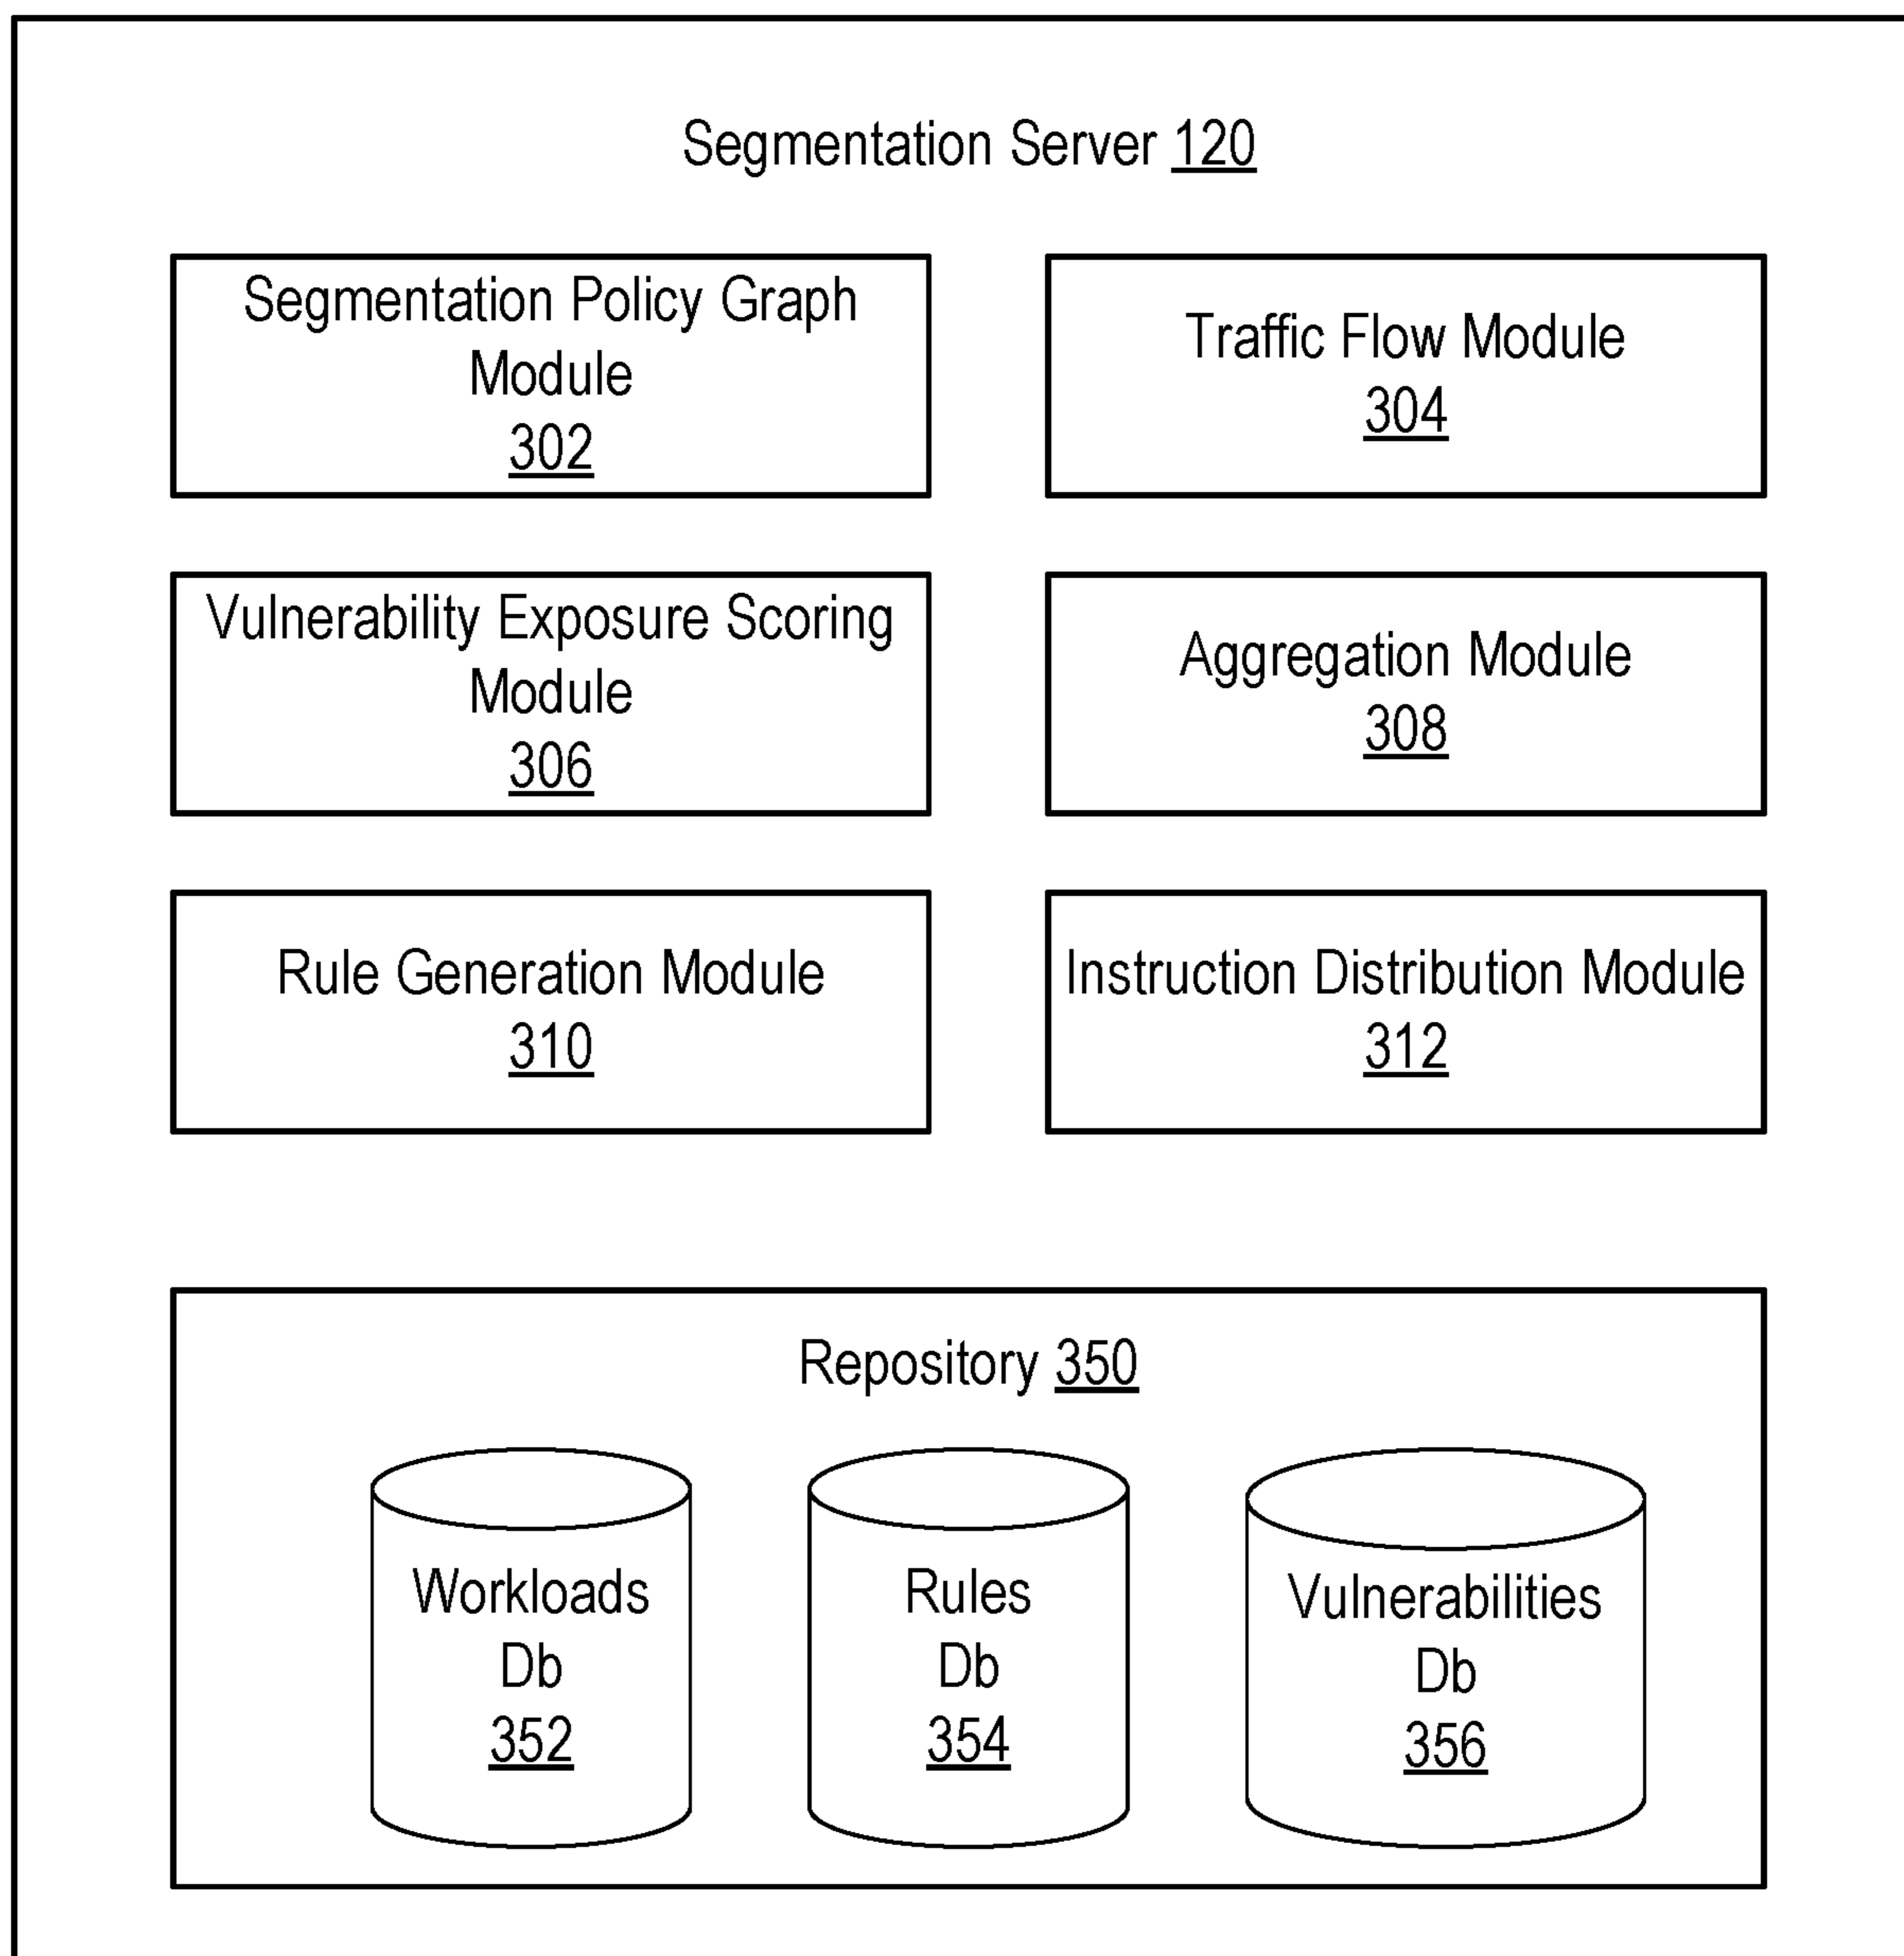 Segmentation Server 120
Segmentation Policy Graph
Module
302
Traffic Flow Module
304
Vulnerability Exposure Scoring
Module
306
Aggregation Module
308
Rule Generation Module
310
Instruction Distribution Module
312
Repository 350
Workloads
Db
352
Rules
Db
354
Vulnerabilities
Db
356